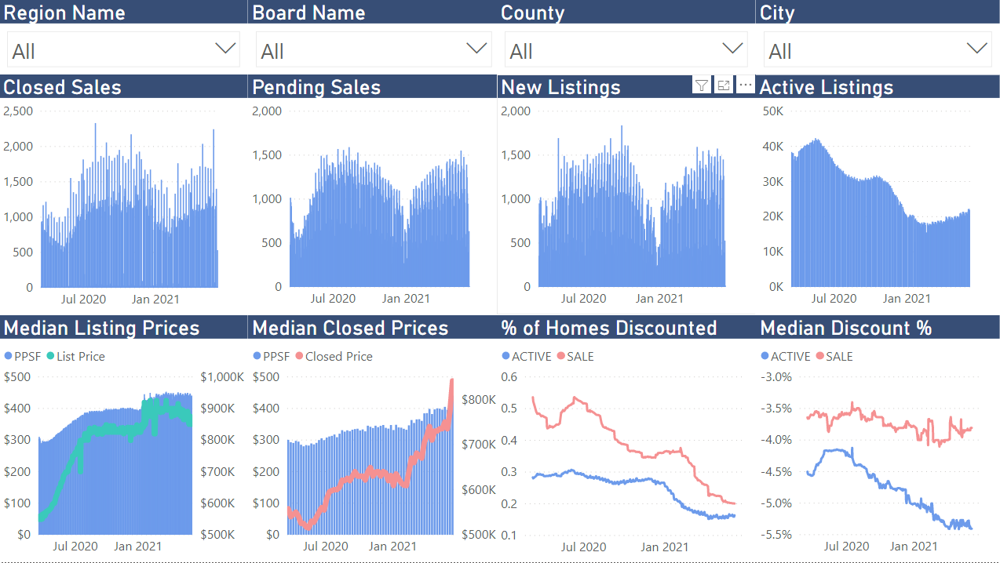 Region Name
Board Name
County
City
All
All
All
All
Closed Sales
Pending Sales
New Listings
Active Listings
2,500
2,000
1,500
1,000
500
0
Jul 2020
Jan 2021
2,000
1,500
1,000
500
0
Jul 2020
Jan 2021
2,000
1,500
1,000
500
0
Jul 2020
Jan 2021
50K
40K
30K
20K
10K
0K
Jul 2020
Jan 2021
Median Listing Prices
Median Closed Prices
% of Homes Discounted
Median Discount %
PPSF
List Price
$500
$400
$300
$200
$100
$0
$1,000K
$900K
$800K
$700K
$600K
$500K
Jul 2020
Jan 2021
PPSF
Closed Price
$500
$400
$300
$200
$100
$0
$800K
$700K
$600K
$500K
Jul 2020
Jan 2021
ACTIVE
SALE
0.6
0.5
0.4
0.3
0.2
0.1
Jul 2020
Jan 2021
ACTIVE
SALE
-3.0%
-3.5%
-4.0%
-4.5%
-5.0%
-5.5%
Jul 2020
Jan 2021